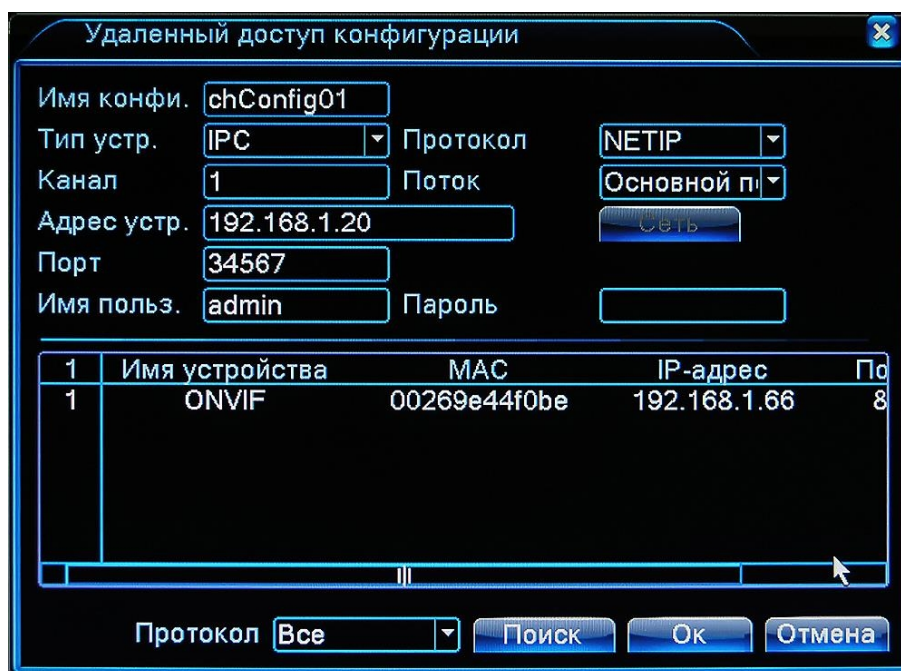 Удаленный доступ конфигурации
Имя конфи. chConfig01
Тип устр. IPC Протокол NETIP
Канал 1 Поток Основной п
Адрес устр. 192.168.1.20 Сеть
Порт 34567
Имя польз. admin Пароль
1 Имя устройства MAC IP-адрес По
1 ONVIF 00269e44f0be 192.168.1.66 8
Протокол Все Поиск Ок Отмена